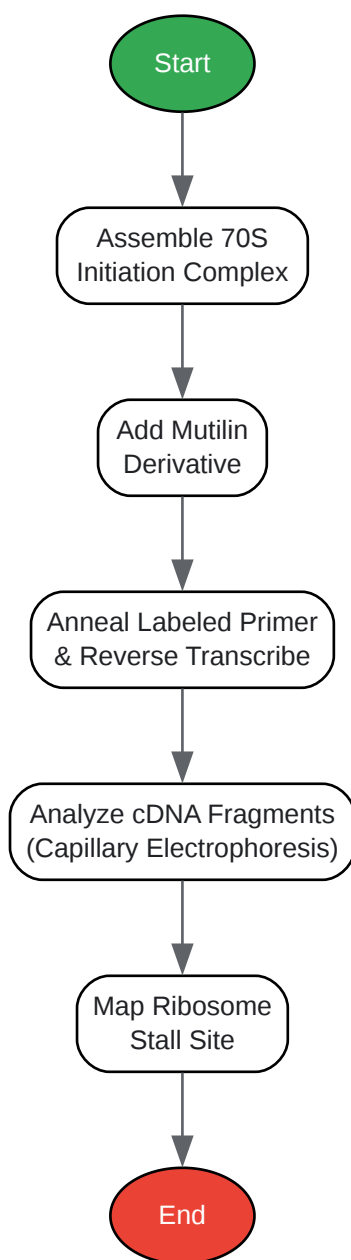 Start
Assemble 70S
Initiation Complex
Add Mutilin
Derivative
Anneal Labeled Primer
& Reverse Transcribe
Analyze cDNA Fragments
(Capillary Electrophoresis)
Map Ribosome
Stall Site
End